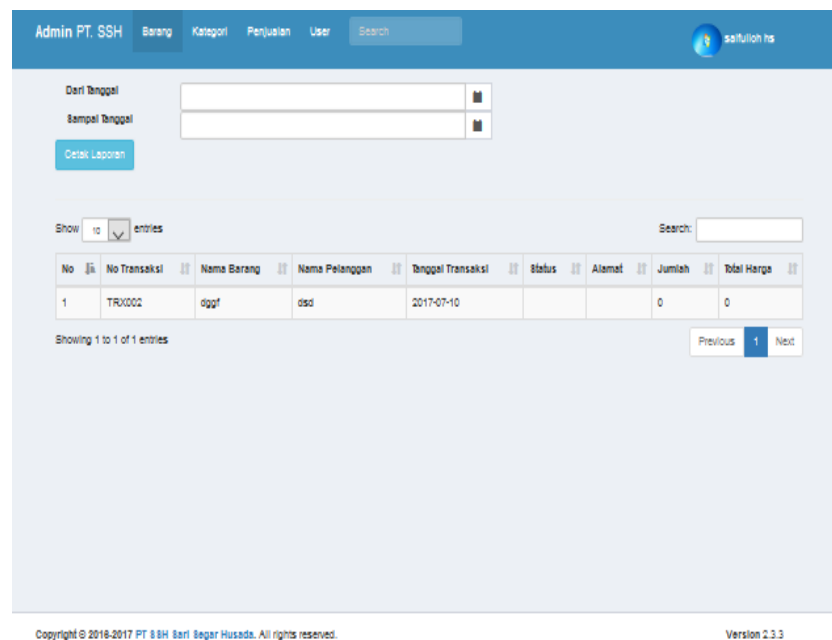 Admin PT. SSH Barang Kategori Penjualan User Search saifulloh hs
Dari Tanggal
Sampai Tanggal
Cetak Laporan
Show 10 entries Search:
No No Transaksi Nama Barang Nama Pelanggan Tanggal Transaksi Status Alamat Jumlah Total Harga
1 TRX002 dggf dsd 2017-07-10 0 0
Showing 1 to 1 of 1 entries Previous 1 Next
Copyright © 2016-2017 PT SSH Sari Segar Husada. All rights reserved. Version 2.3.3